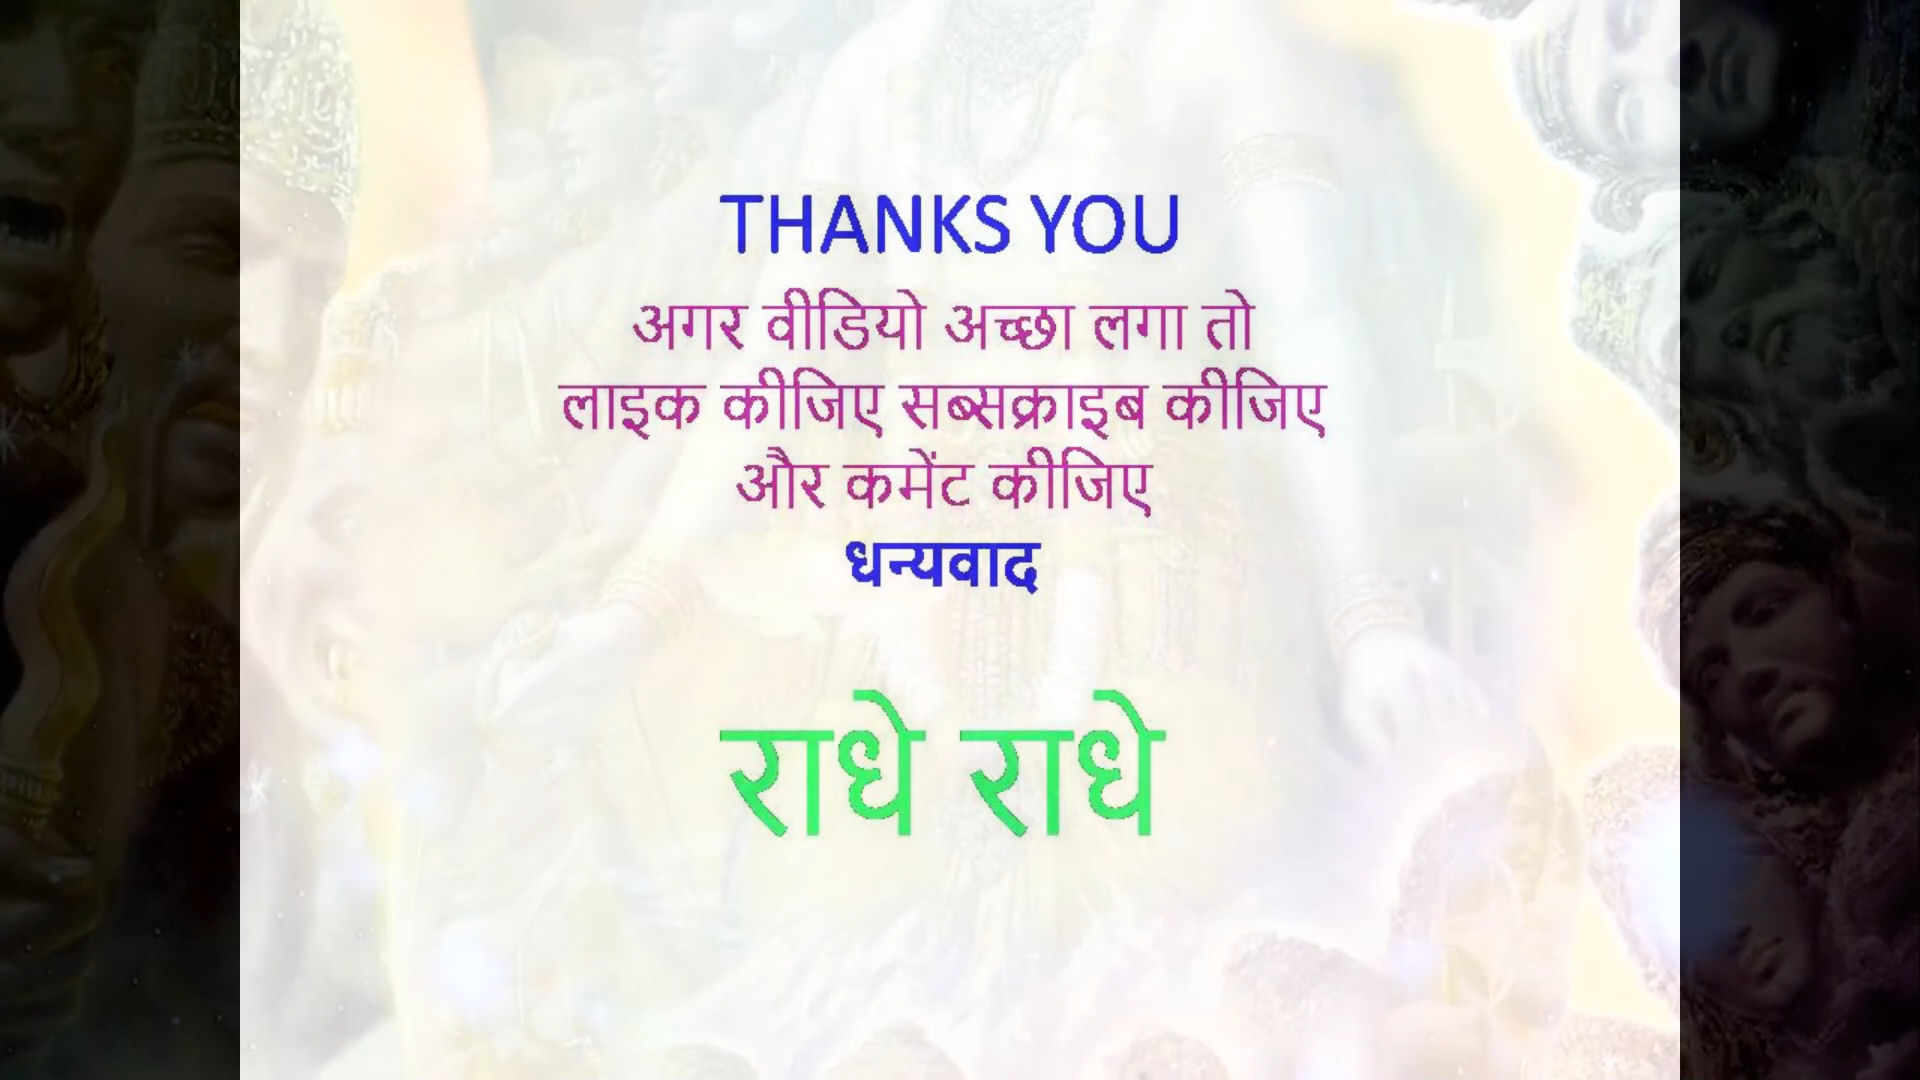 THANKS YOU
अगर वीडियो अच्छा लगा तो
लाइक कीजिए सब्सक्राइब कीजिए
और कमेंट कीजिए
धन्यवाद
राधे राधे